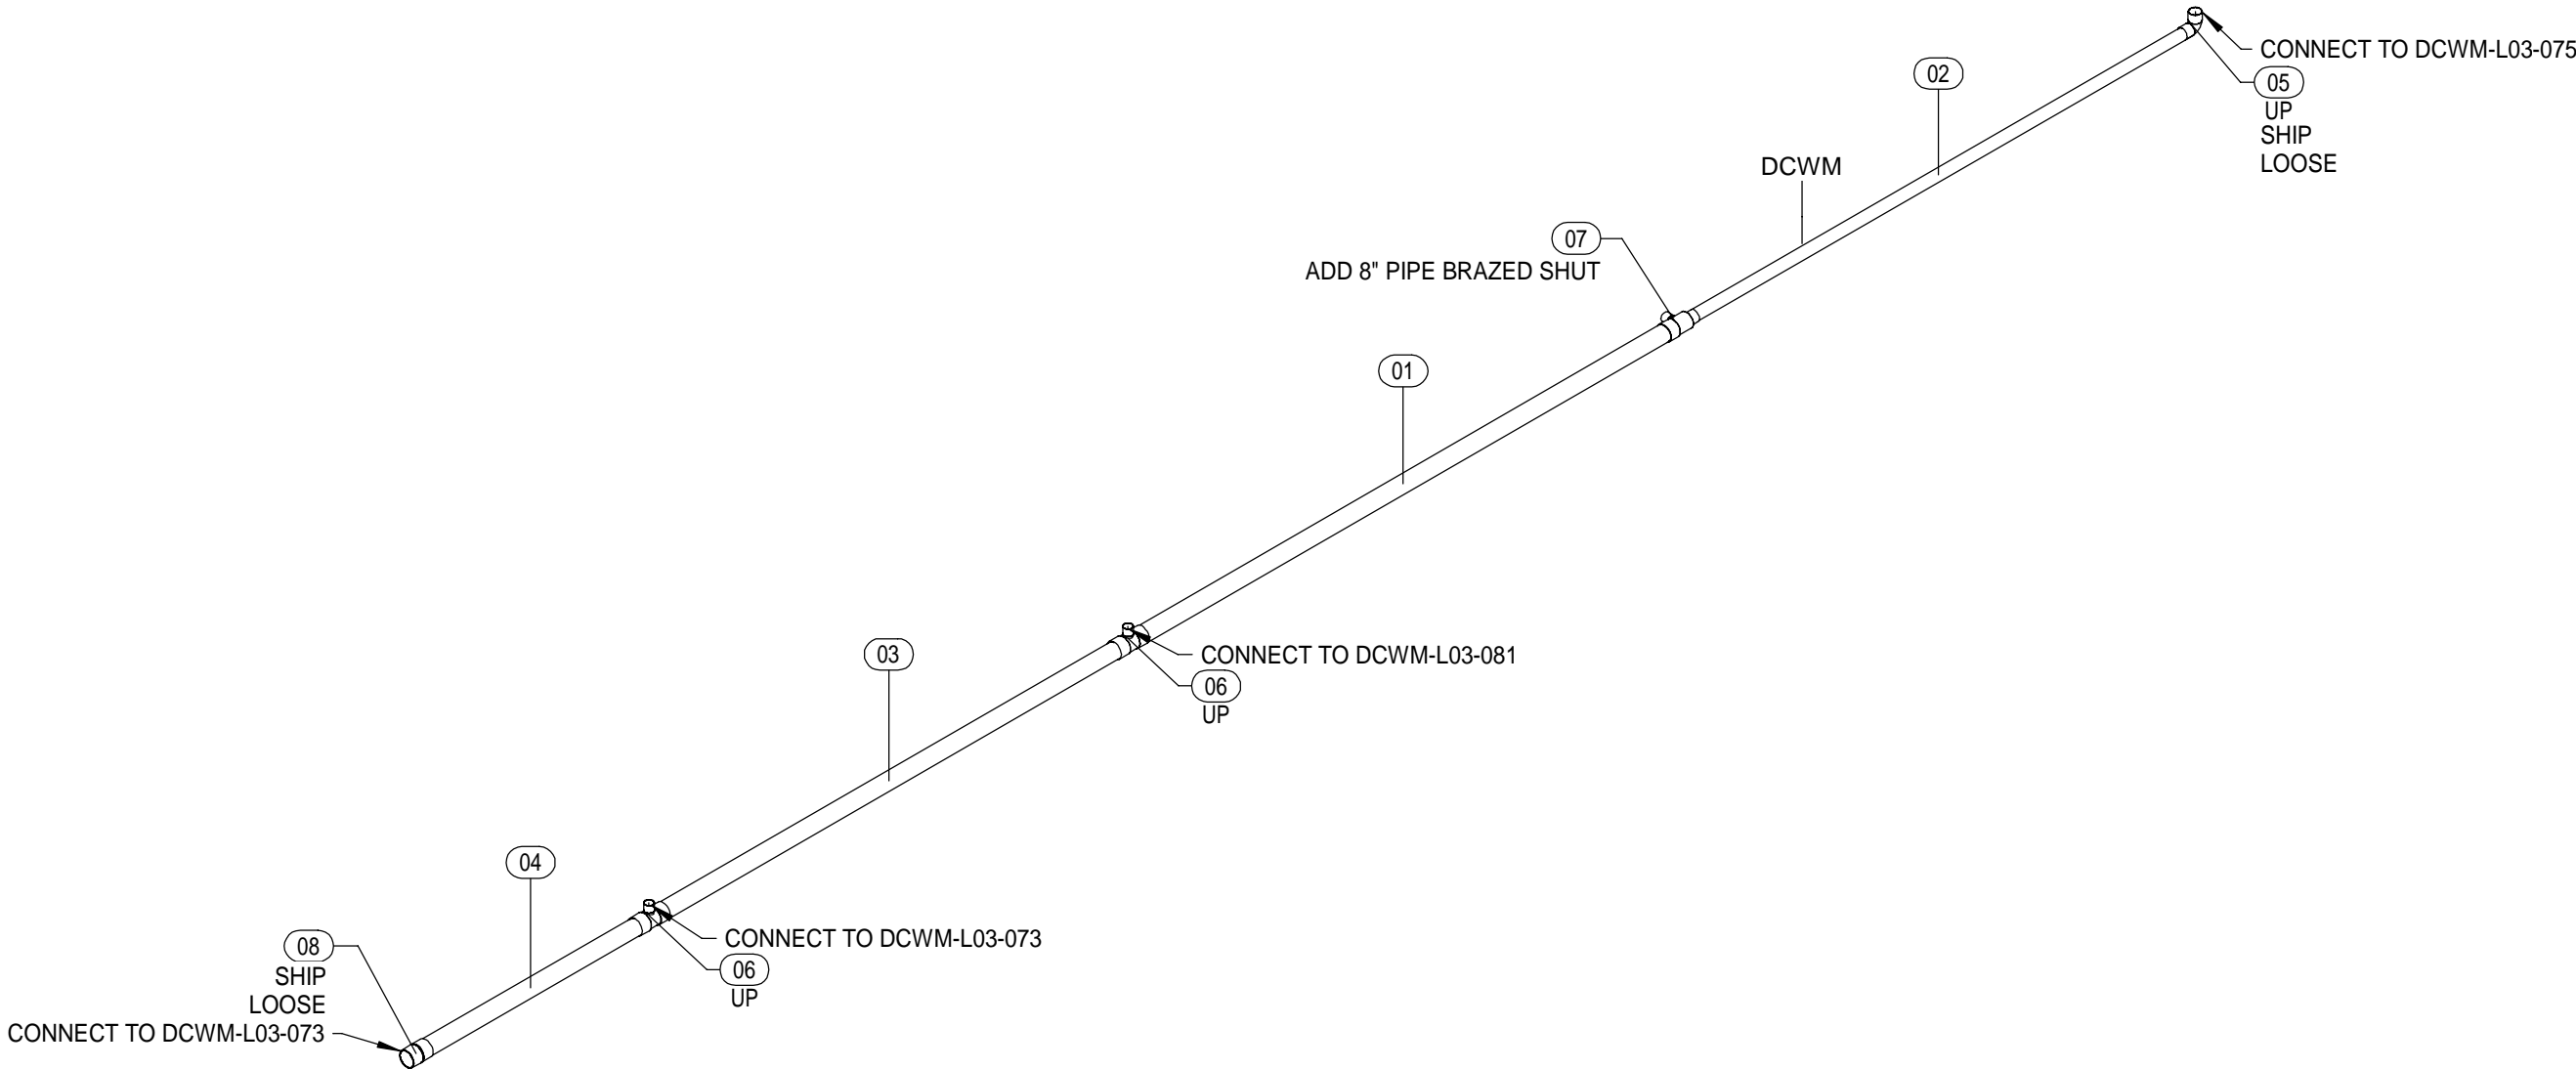 CONNECT TO DCWM-L03-075
02
05
UP
SHIP
LOOSE
DCWM
07
ADD 8" PIPE BRAZED SHUT
01
03
CONNECT TO DCWM-L03-081
06
UP
04
08
SHIP
LOOSE
CONNECT TO DCWM-L03-073
CONNECT TO DCWM-L03-073
06
UP